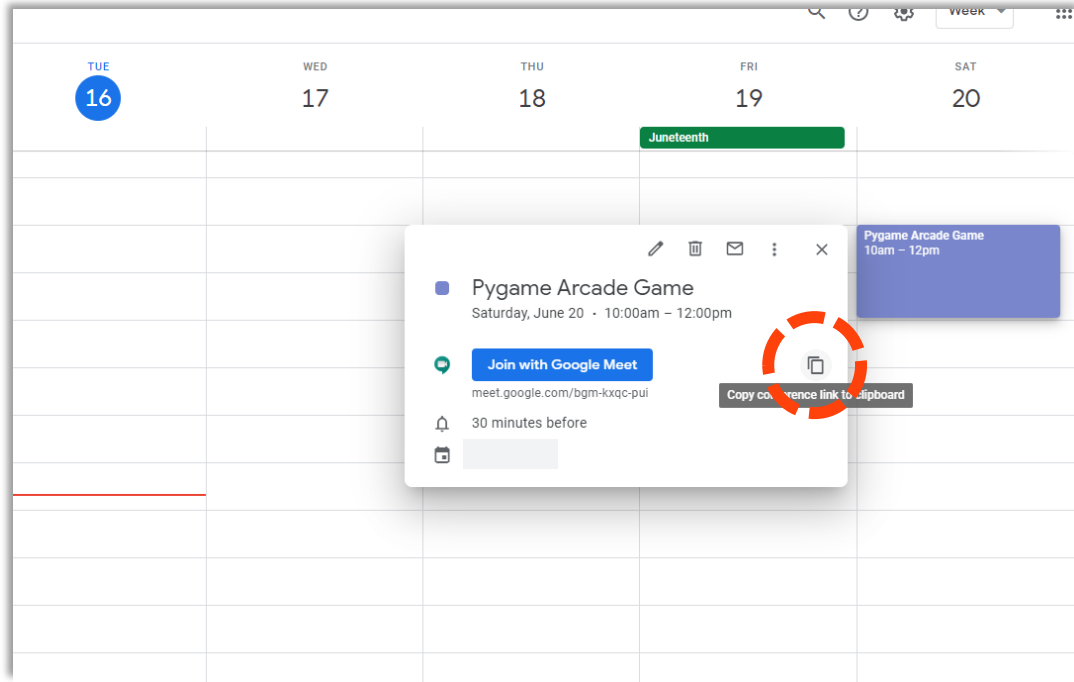 Week
TUE
WED
THU
FRI
SAT
16
17
18
19
20
Juneteenth
Pygame Arcade Game
10am – 12pm
Pygame Arcade Game
Saturday, June 20 • 10:00am – 12:00pm
Join with Google Meet
meet.google.com/bgm-kxqc-pui
Copy conference link to clipboard
30 minutes before